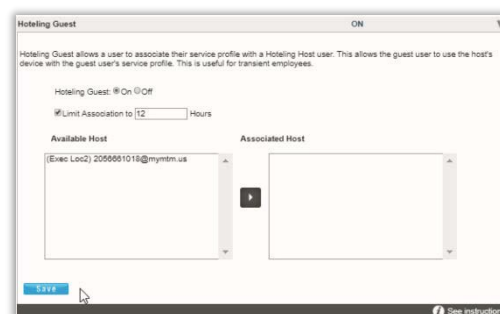 Hoteling Guest ON
Hoteling Guest allows a user to associate their service profile with a Hoteling Host user. This allows the guest user to use the host's
device with the guest user's service profile. This is useful for transient employees.
Hoteling Guest: On Off
Limit Association to 12 Hours
Available Host Associated Host
(Exec Loc2) 2056661018@mymtm.us
Save
See instruction